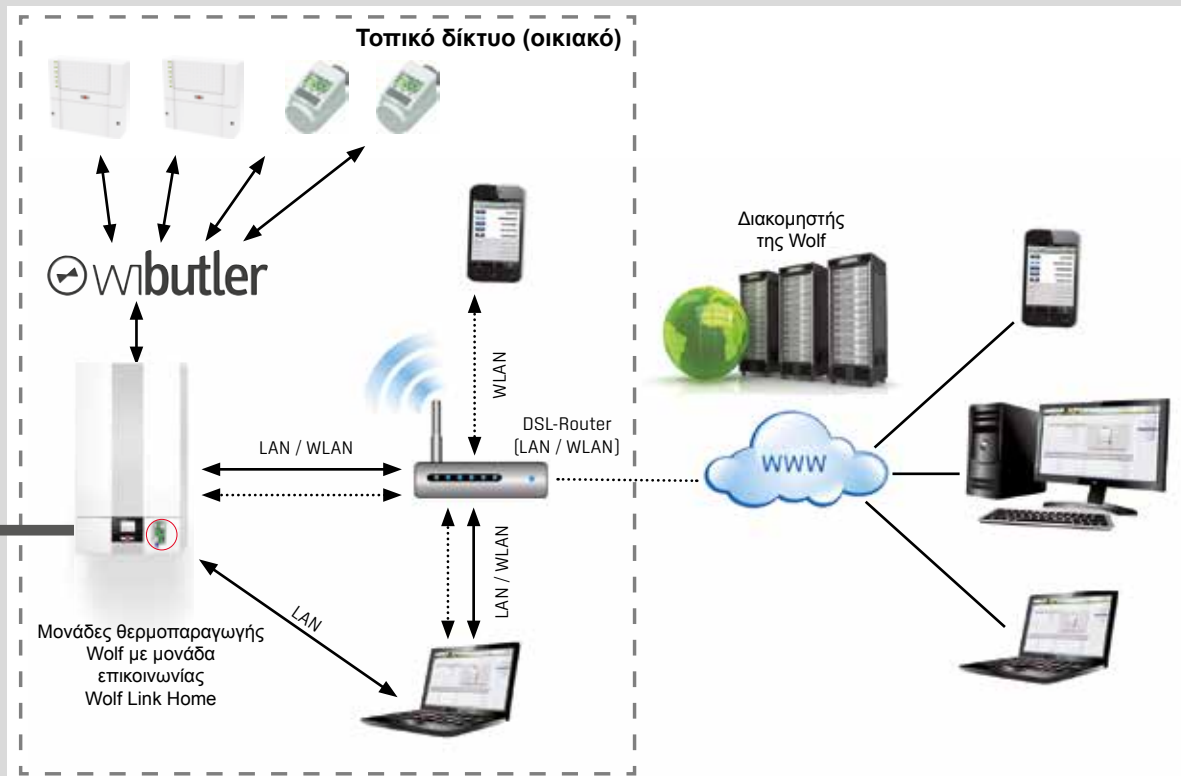 Τοπικό δίκτυο (οικιακό)
wibutler
Διακομιστής
της Wolf
WLAN
DSL-Router
(LAN / WLAN)
LAN / WLAN
WWW
LAN / WLAN
LAN
Μονάδες θερμοπαραγωγής
Wolf με μονάδα
επικοινωνίας
Wolf Link Home